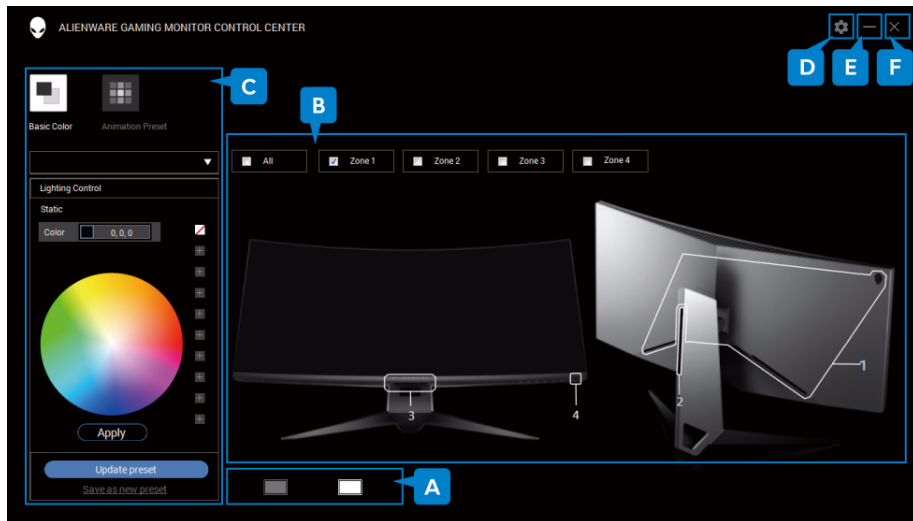 ALIENWARE GAMING MONITOR CONTROL CENTER
D E F
C
B
Basic Color Animation Preset
All Zone 1 Zone 2 Zone 3 Zone 4
Lighting Control
Static
Color 0, 0, 0
1
2
3 4
Apply
Update preset
Save as new preset
A